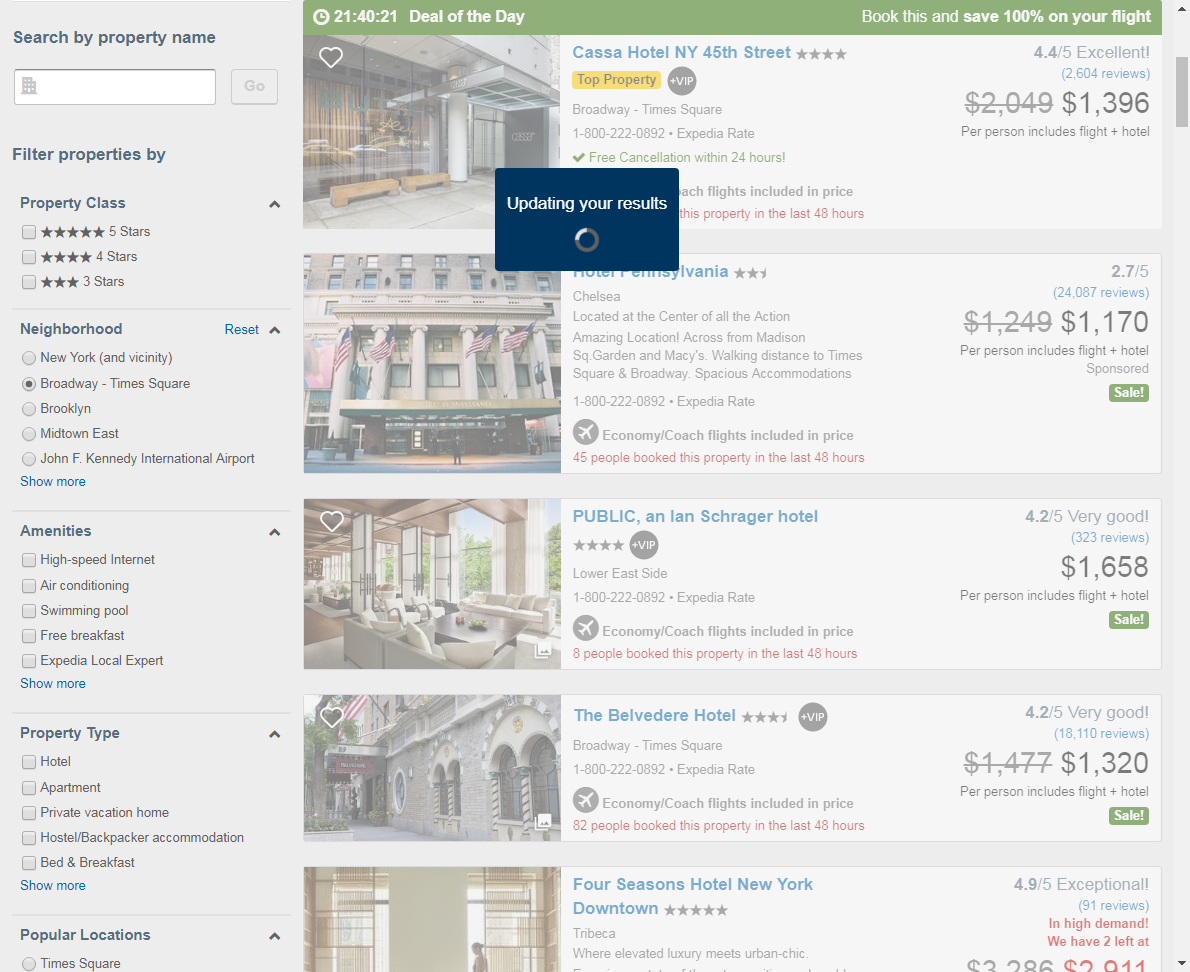 Search by property name
Go
Filter properties by
Property Class
5 Stars
4 Stars
3 Stars
Neighborhood Reset
New York (and vicinity)
Broadway - Times Square
Brooklyn
Midtown East
John F. Kennedy International Airport
Show more
Amenities
High-speed Internet
Air conditioning
Swimming pool
Free breakfast
Expedia Local Expert
Show more
Property Type
Hotel
Apartment
Private vacation home
Hostel/Backpacker accommodation
Bed & Breakfast
Show more
Popular Locations
Times Square
21:40:21 Deal of the Day Book this and save 100% on your flight
Cassa Hotel NY 45th Street
4.4/5 Excellent!
Top Property +VIP
(2,604 reviews)
Broadway - Times Square
$2,049 $1,396
1-800-222-0892 • Expedia Rate
Per person includes flight + hotel
Free Cancellation within 24 hours!
flights included in price
this property in the last 48 hours
Updating your results
Hotel Pennsylvania
2.7/5
Chelsea
(24,087 reviews)
Located at the Center of all the Action
$1,249 $1,170
Amazing Location! Across from Madison
Sq.Garden and Macy's. Walking distance to Times
Square & Broadway. Spacious Accommodations
Per person includes flight + hotel
Sponsored
Sale!
1-800-222-0892 • Expedia Rate
Economy/Coach flights included in price
45 people booked this property in the last 48 hours
PUBLIC, an Ian Schrager hotel
4.2/5 Very good!
+VIP
(323 reviews)
Lower East Side
$1,658
1-800-222-0892 • Expedia Rate
Per person includes flight + hotel
Sale!
Economy/Coach flights included in price
8 people booked this property in the last 48 hours
The Belvedere Hotel +VIP
4.2/5 Very good!
(18,110 reviews)
Broadway - Times Square
$1,477 $1,320
1-800-222-0892 • Expedia Rate
Per person includes flight + hotel
Sale!
Economy/Coach flights included in price
82 people booked this property in the last 48 hours
Four Seasons Hotel New York
Downtown
4.9/5 Exceptional!
(91 reviews)
In high demand!
We have 2 left at
Tribeca
Where elevated luxury meets urban-chic.
$3,286 $2,911